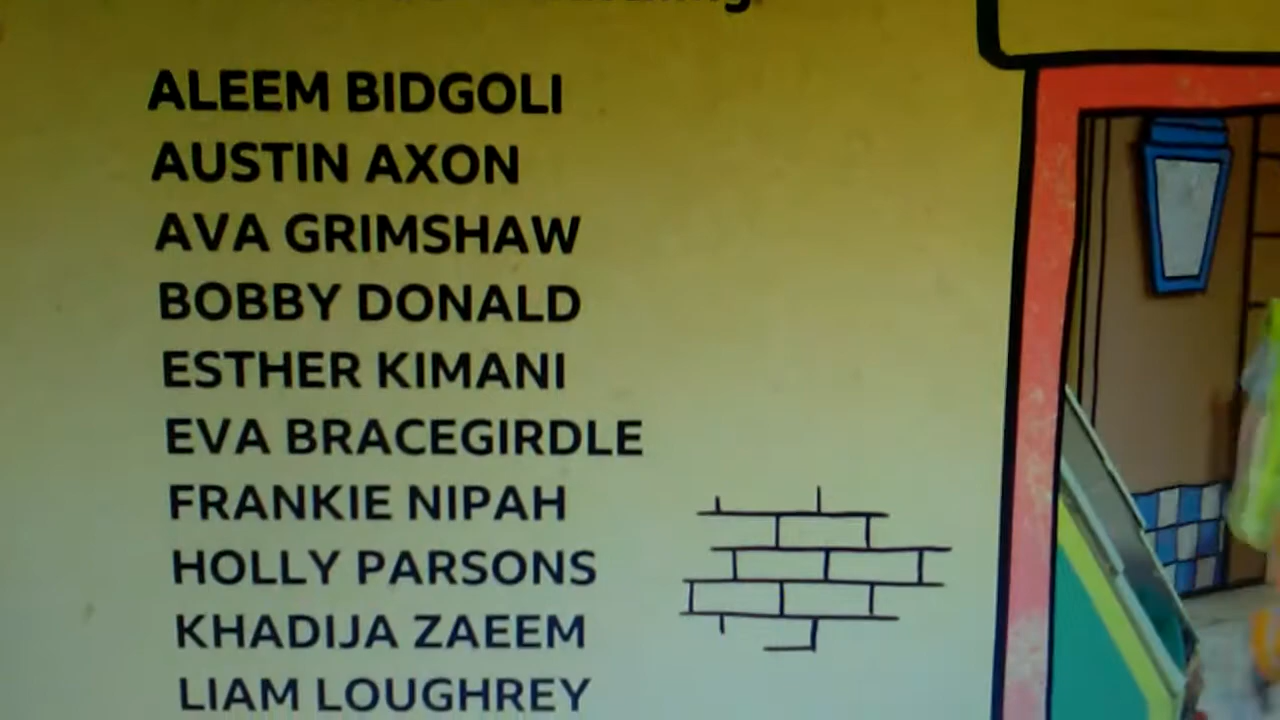 ALEEM BIDGOLI
AUSTIN AXON
AVA GRIMSHAW
BOBBY DONALD
ESTHER KIMANI
EVA BRACEGIRDLE
FRANKIE NIPAH
HOLLY PARSONS
KHADIJA ZAEEM
LIAM LOUGHREY